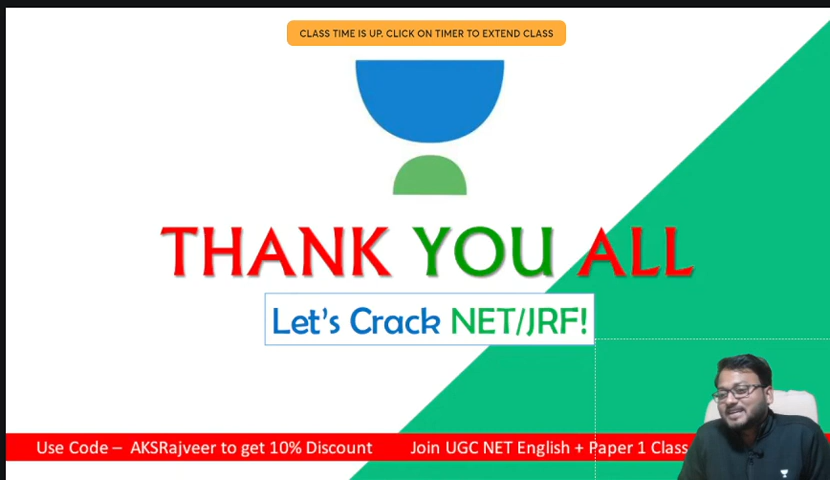 CLASS TIME IS UP. CLICK ON TIMER TO EXTEND CLASS
THANK YOU ALL
Let's Crack NET/JRF!
Use Code – AKSRajveer to get 10% Discount Join UGC NET English + Paper 1 Class